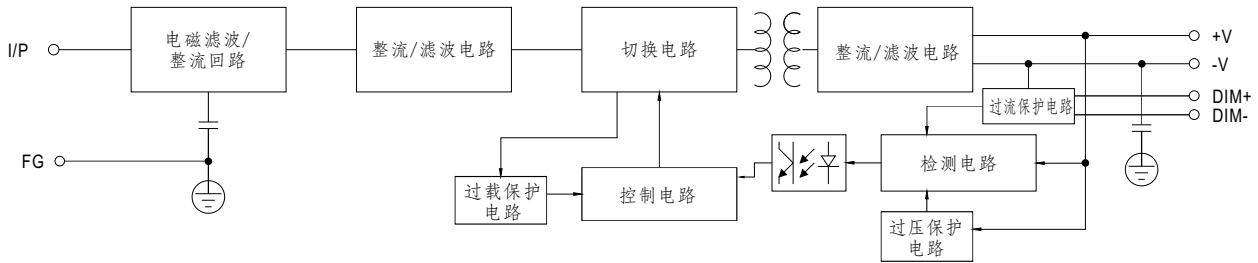 I/P
电磁滤波/
整流回路
整流/滤波电路
切换电路
整流/滤波电路
+V
-V
过流保护电路
DIM+
DIM-
FG
过载保护
电路
控制电路
检测电路
过压保护
电路